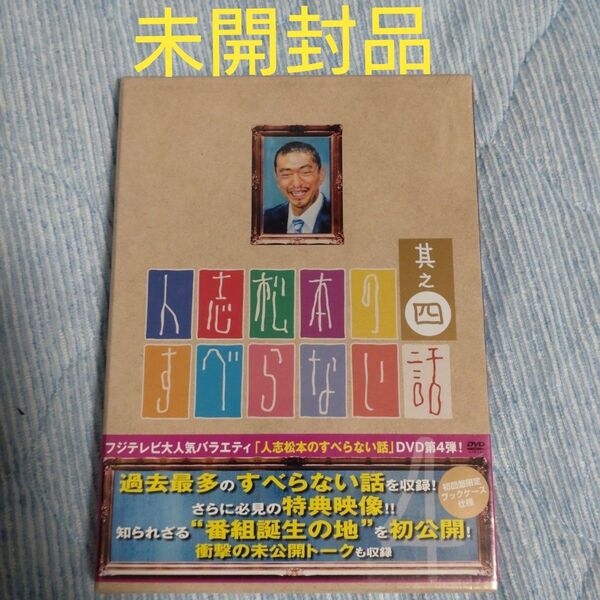 未開封品
其之四
人志松本の
すべらない話
フジテレビ大人気バラエティ「人志松本のすべらない話」DVD第4弾!
DVD
過去最多のすべらない話を収録!
さらに必見の特典映像!!
知られざる“番組誕生の地”を初公開!
衝撃の未公開トークも収録
4
初回盤限定
ブックケース
仕様